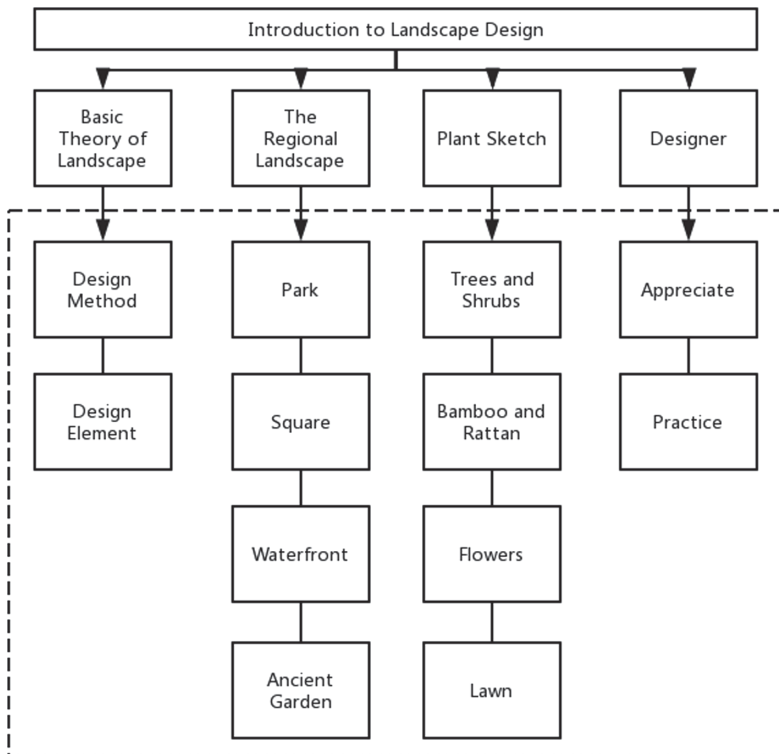 Introduction to Landscape Design
Basic
Theory of
Landscape
The
Regional
Landscape
Plant Sketch
Designer
Design
Method
Park
Trees and
Shrubs
Appreciate
Design
Element
Square
Bamboo and
Rattan
Practice
Waterfront
Flowers
Ancient
Garden
Lawn